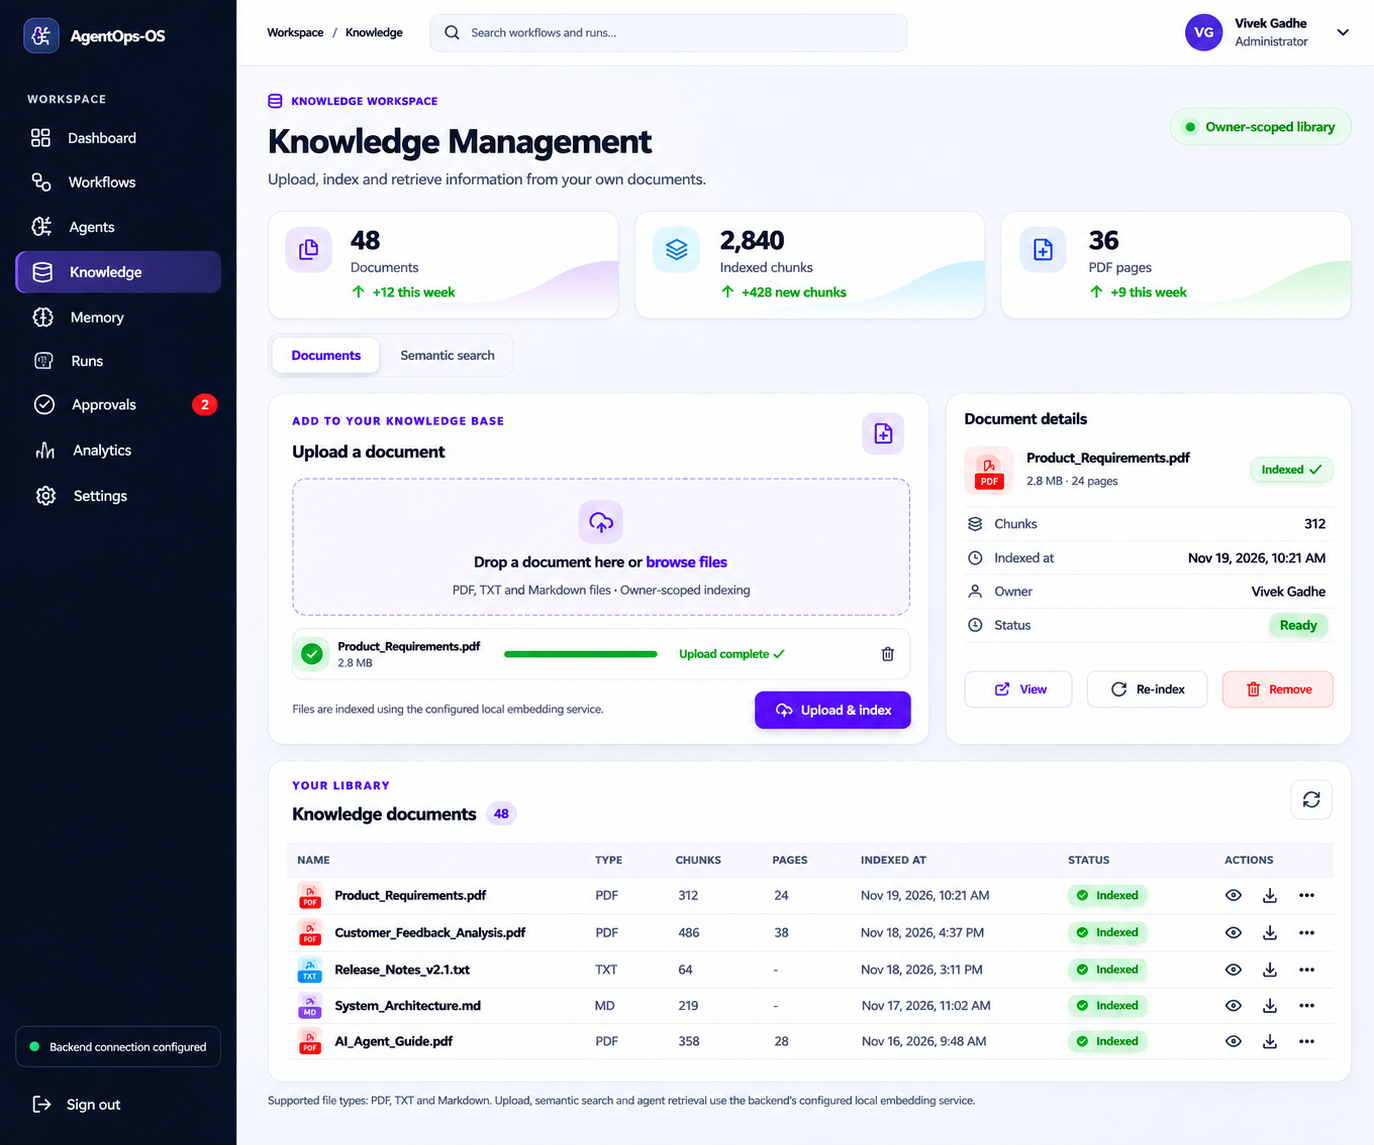 AgentOps-OS
WORKSPACE
Dashboard
Workflows
Agents
Knowledge
Memory
Runs
Approvals 2
Analytics
Settings
Backend connection configured
Sign out
Workspace / Knowledge
Search workflows and runs...
VG
Vivek Gadhe
Administrator
KNOWLEDGE WORKSPACE
Knowledge Management
Upload, index and retrieve information from your own documents.
Owner-scoped library
48
Documents
+12 this week
2,840
Indexed chunks
+428 new chunks
36
PDF pages
+9 this week
Documents Semantic search
ADD TO YOUR KNOWLEDGE BASE
Upload a document
Drop a document here or browse files
PDF, TXT and Markdown files · Owner-scoped indexing
Product_Requirements.pdf
2.8 MB
Upload complete
Files are indexed using the configured local embedding service.
Upload & index
Document details
PDF
Product_Requirements.pdf
2.8 MB · 24 pages
Indexed
Chunks 312
Indexed at Nov 19, 2026, 10:21 AM
Owner Vivek Gadhe
Status Ready
View Re-index Remove
YOUR LIBRARY
Knowledge documents 48
NAME TYPE CHUNKS PAGES INDEXED AT STATUS ACTIONS
PDF Product_Requirements.pdf PDF 312 24 Nov 19, 2026, 10:21 AM Indexed
PDF Customer_Feedback_Analysis.pdf PDF 486 38 Nov 18, 2026, 4:37 PM Indexed
TXT Release_Notes_v2.1.txt TXT 64 - Nov 18, 2026, 3:11 PM Indexed
MD System_Architecture.md MD 219 - Nov 17, 2026, 11:02 AM Indexed
PDF AI_Agent_Guide.pdf PDF 358 28 Nov 16, 2026, 9:48 AM Indexed
Supported file types: PDF, TXT and Markdown. Upload, semantic search and agent retrieval use the backend's configured local embedding service.